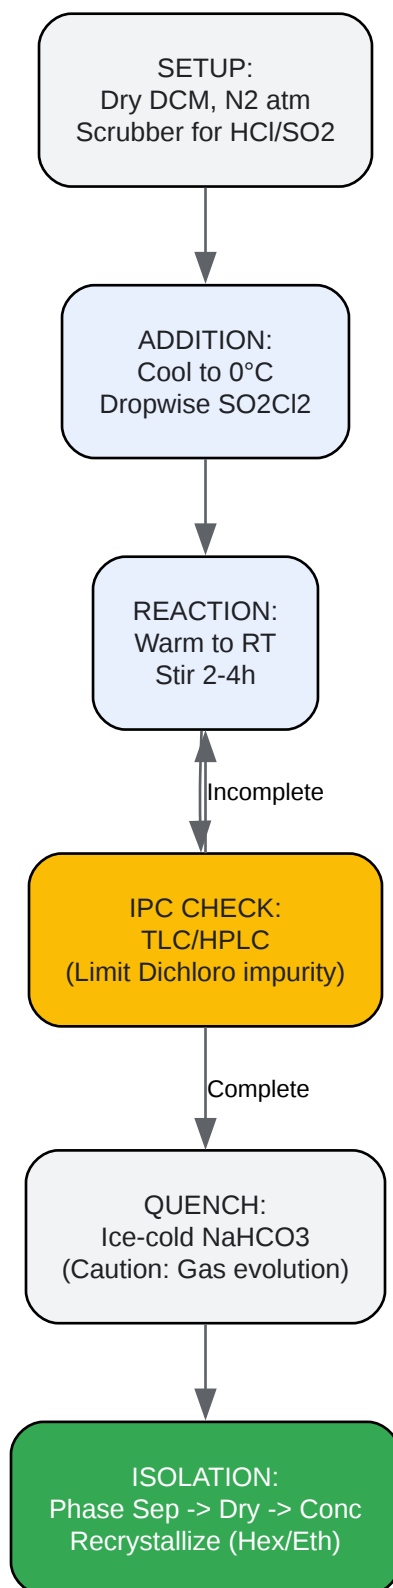 SETUP:
Dry DCM, N2 atm
Scrubber for HCl/SO2
ADDITION:
Cool to 0°C
Dropwise SO2Cl2
REACTION:
Warm to RT
Stir 2-4h
Incomplete
IPC CHECK:
TLC/HPLC
(Limit Dichloro impurity)
Complete
QUENCH:
Ice-cold NaHCO3
(Caution: Gas evolution)
ISOLATION:
Phase Sep -> Dry -> Conc
Recrystallize (Hex/Eth)